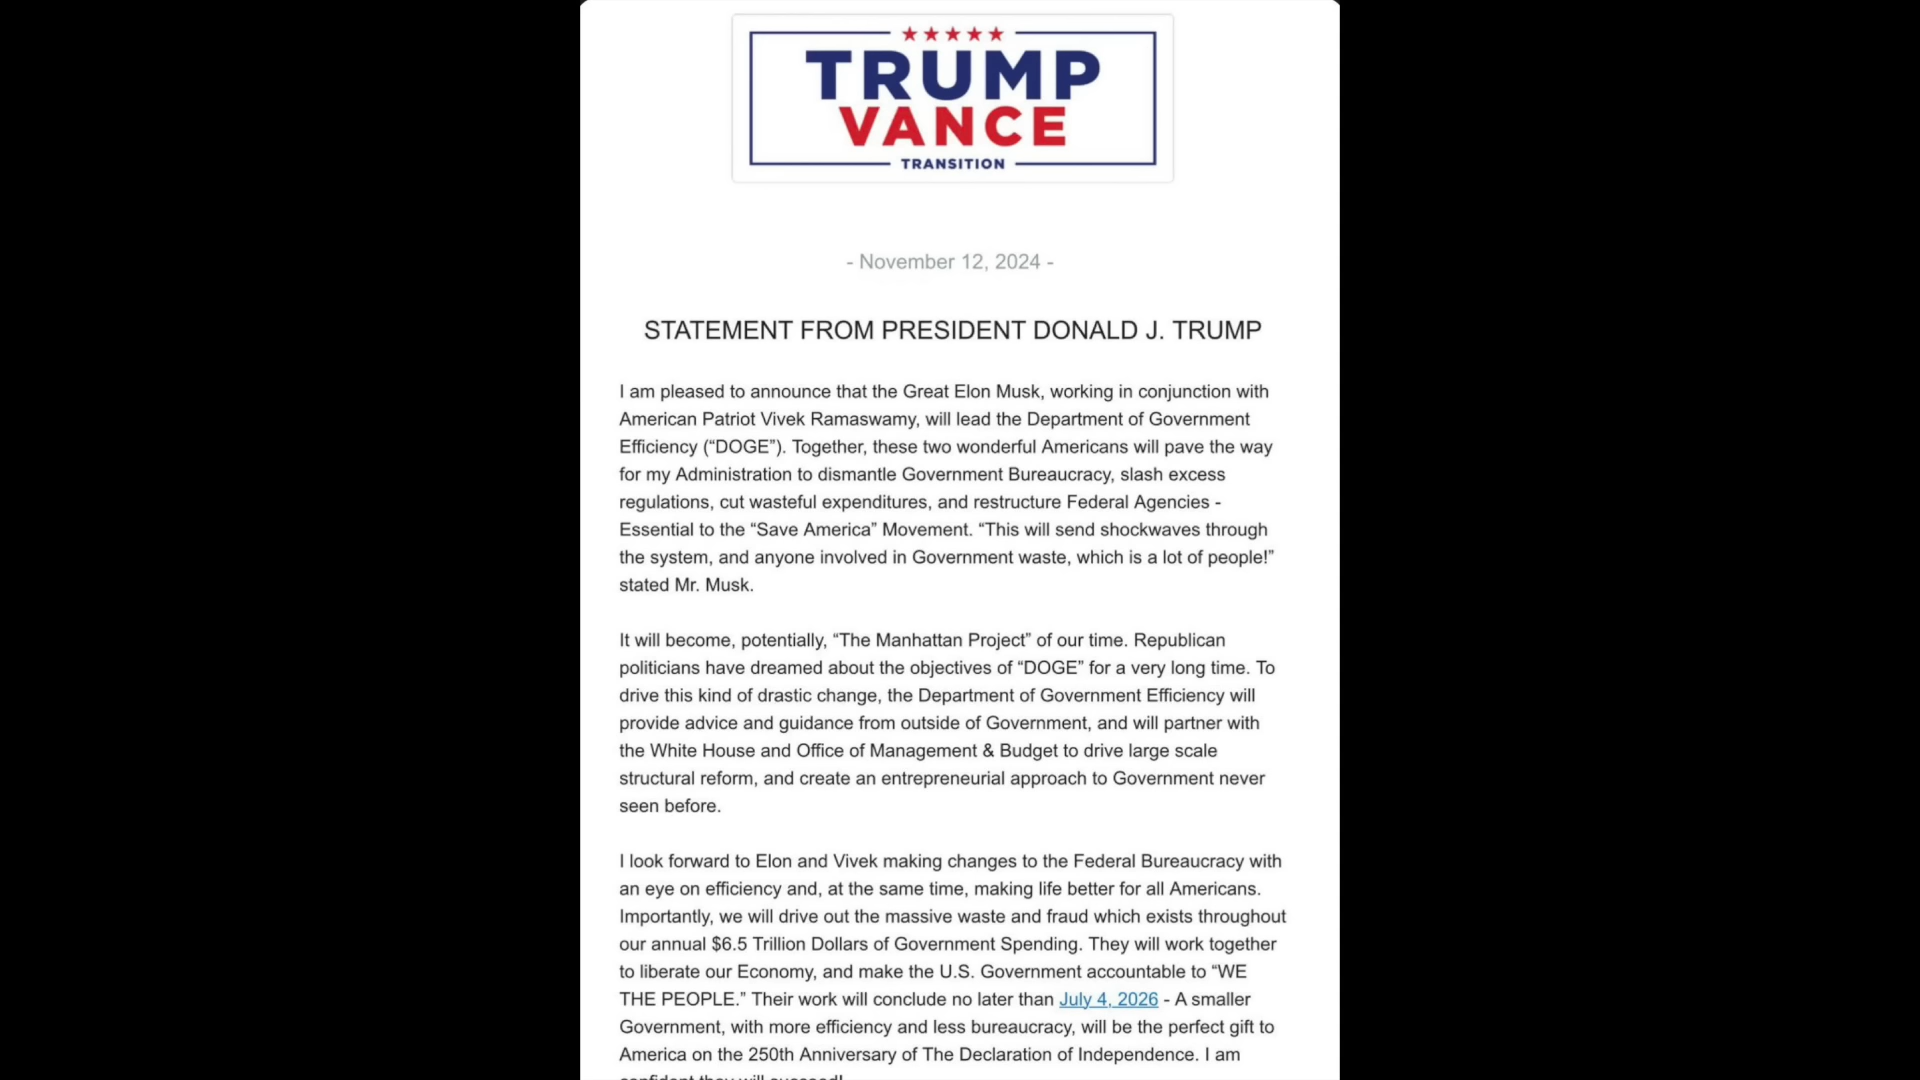 TRUMP
VANCE
TRANSITION
- November 12, 2024 -
STATEMENT FROM PRESIDENT DONALD J. TRUMP
I am pleased to announce that the Great Elon Musk, working in conjunction with
American Patriot Vivek Ramaswamy, will lead the Department of Government
Efficiency (“DOGE”). Together, these two wonderful Americans will pave the way
for my Administration to dismantle Government Bureaucracy, slash excess
regulations, cut wasteful expenditures, and restructure Federal Agencies -
Essential to the “Save America” Movement. “This will send shockwaves through
the system, and anyone involved in Government waste, which is a lot of people!”
stated Mr. Musk.
It will become, potentially, “The Manhattan Project” of our time. Republican
politicians have dreamed about the objectives of “DOGE” for a very long time. To
drive this kind of drastic change, the Department of Government Efficiency will
provide advice and guidance from outside of Government, and will partner with
the White House and Office of Management & Budget to drive large scale
structural reform, and create an entrepreneurial approach to Government never
seen before.
I look forward to Elon and Vivek making changes to the Federal Bureaucracy with
an eye on efficiency and, at the same time, making life better for all Americans.
Importantly, we will drive out the massive waste and fraud which exists throughout
our annual $6.5 Trillion Dollars of Government Spending. They will work together
to liberate our Economy, and make the U.S. Government accountable to “WE
THE PEOPLE.” Their work will conclude no later than July 4, 2026 - A smaller
Government, with more efficiency and less bureaucracy, will be the perfect gift to
America on the 250th Anniversary of The Declaration of Independence. I am
confident they will succeed!